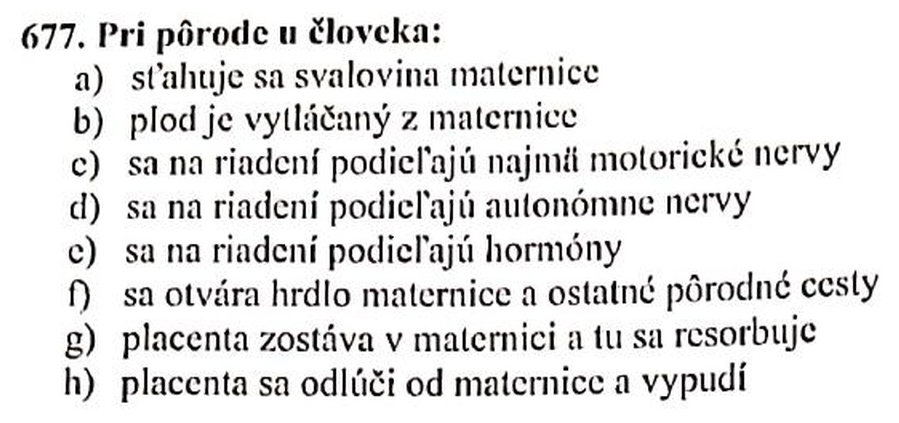 677. Pri pôrode u človeka:
a) sťahuje sa svalovina maternice
b) plod je vytláčaný z maternice
c) sa na riadení podieľajú najmä motorické nervy
d) sa na riadení podieľajú autonómne nervy
e) sa na riadení podieľajú hormóny
f) sa otvára hrdlo maternice a ostatné pôrodné cesty
g) placenta zostáva v maternici a tu sa resorbuje
h) placenta sa odlúči od maternice a vypudí